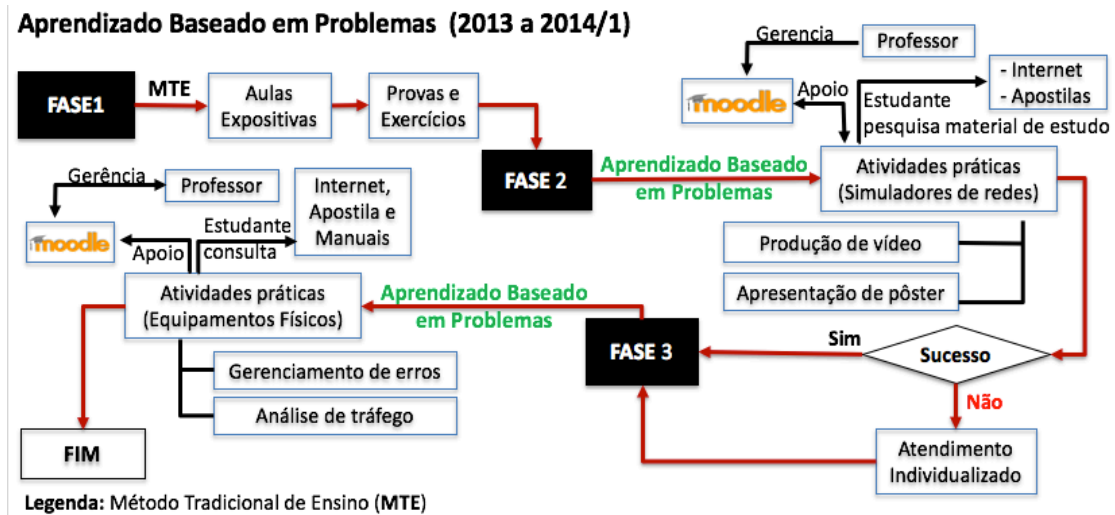 Aprendizado Baseado em Problemas (2013 a 2014/1)
FASE1
MTE
Aulas
Expositivas
Provas e
Exercícios
FASE 2
Aprendizado Baseado
em Problemas
Gerencia
Professor
moodle
Apoio
Estudante
pesquisa material de estudo
- Internet
- Apostilas
Atividades práticas
(Simuladores de redes)
Produção de vídeo
Apresentação de pôster
Sucesso
Sim
Não
Atendimento
Individualizado
FASE 3
Aprendizado Baseado
em Problemas
Gerência
Professor
moodle
Apoio
Estudante
consulta
Internet,
Apostila e
Manuais
Atividades práticas
(Equipamentos Físicos)
Gerenciamento de erros
Análise de tráfego
FIM
Legenda: Método Tradicional de Ensino (MTE)